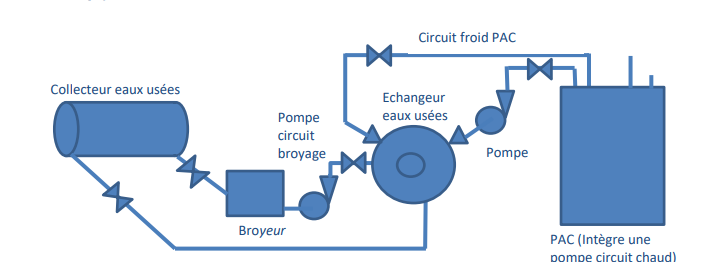 Circuit froid PAC
Collecteur eaux usées
Echangeur
eaux usées
Pompe
circuit
broyage
Pompe
Broyeur
PAC (Intègre une
pompe circuit chaud)